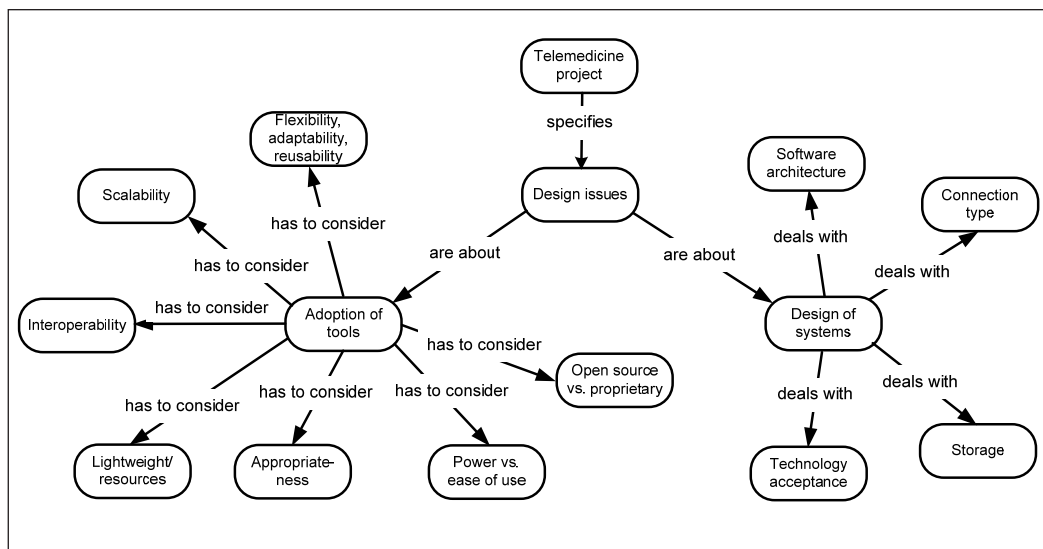 Telemedicine
project
specifies
Design issues
are about
are about
Flexibility,
adaptability,
reusability
has to consider
Scalability
has to consider
Interoperability
has to consider
Adoption of
tools
has to consider
Open source
vs. proprietary
has to consider
Lightweight/
resources
has to consider
Appropriate-
ness
has to consider
Power vs.
ease of use
Software
architecture
deals with
Connection
type
deals with
Design of
systems
deals with
Technology
acceptance
deals with
Storage